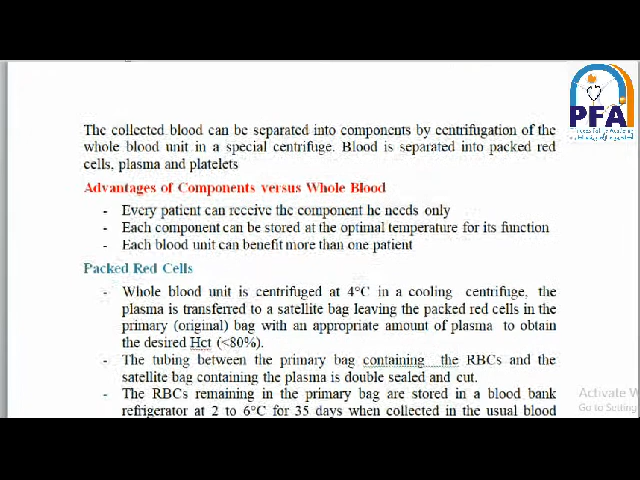 PFA
The collected blood can be separated into components by centrifugation of the
whole blood unit in a special centrifuge. Blood is separated into packed red
cells, plasma and platelets
Advantages of Components versus Whole Blood
- Every patient can receive the component he needs only
- Each component can be stored at the optimal temperature for its function
- Each blood unit can benefit more than one patient
Packed Red Cells
- Whole blood unit is centrifuged at 4°C in a cooling centrifuge, the
plasma is transferred to a satellite bag leaving the packed red cells in the
primary (original) bag with an appropriate amount of plasma to obtain
the desired Hct (<80%).
- The tubing between the primary bag containing the RBCs and the
satellite bag containing the plasma is double sealed and cut.
- The RBCs remaining in the primary bag are stored in a blood bank
refrigerator at 2 to 6°C for 35 days when collected in the usual blood
Activate W
Go to Setting